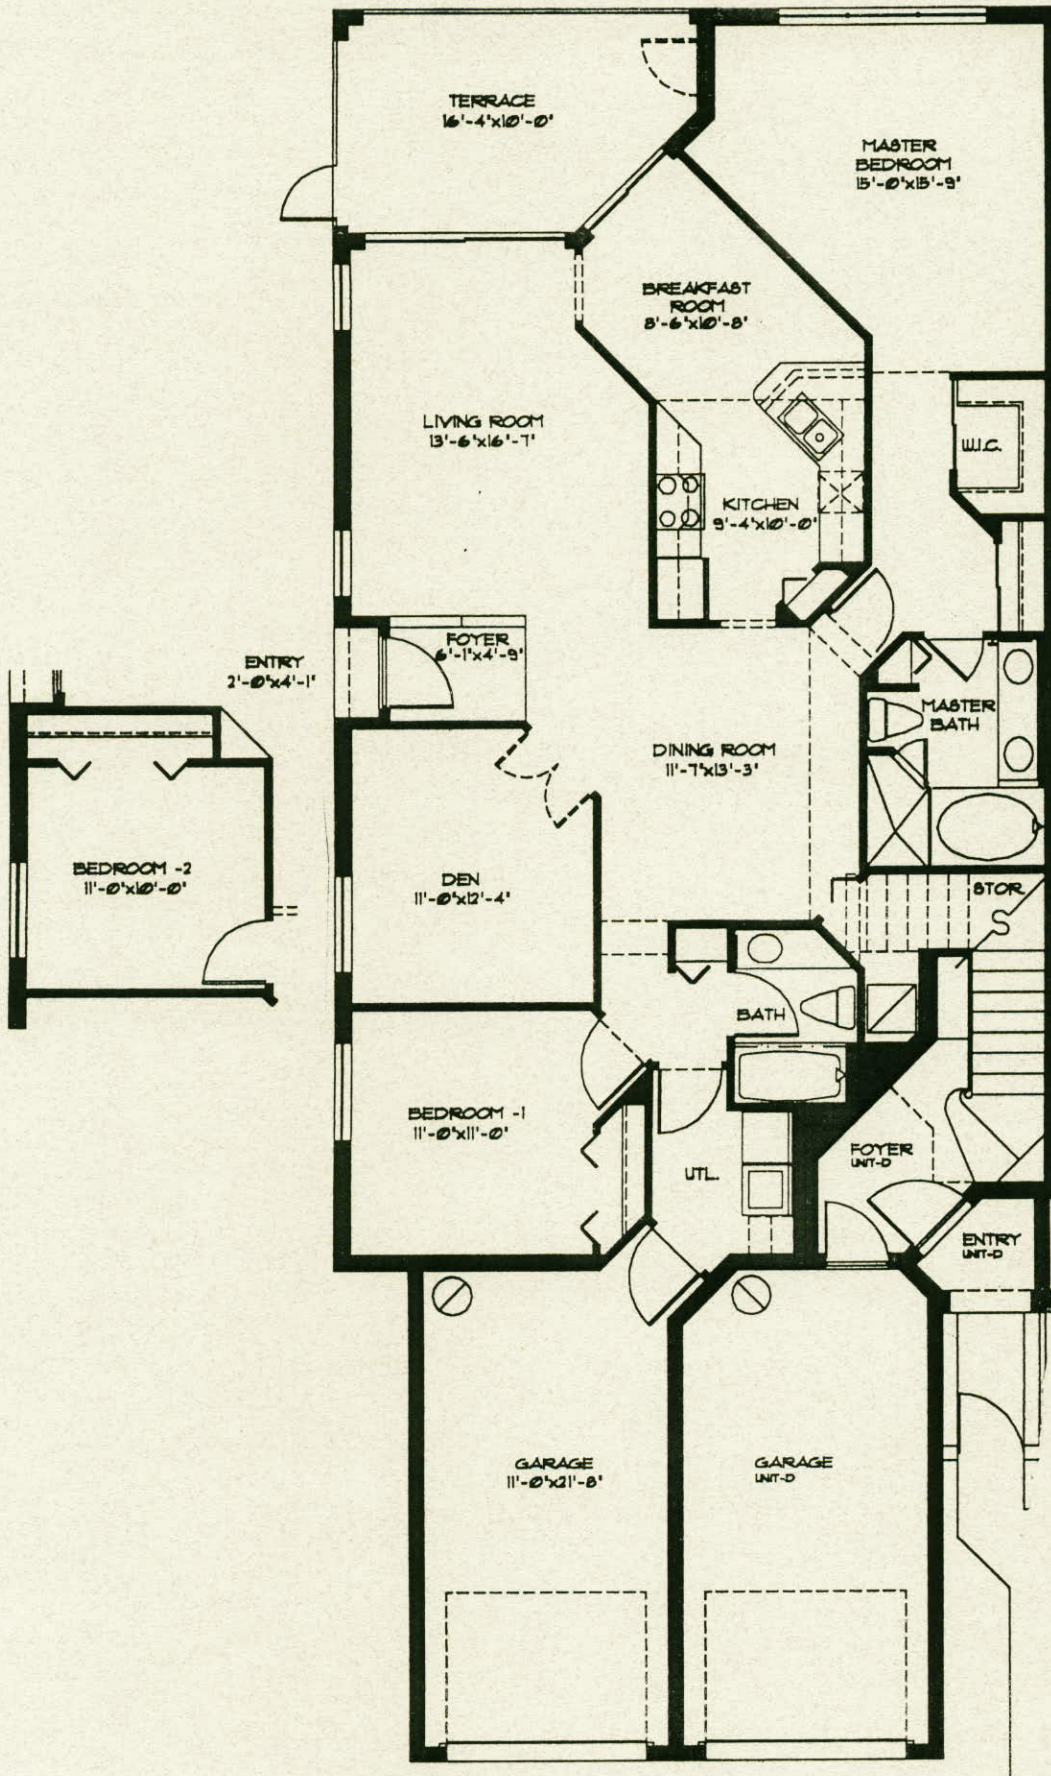 TERRACE
16'-4"x10'-0"
MASTER
BEDROOM
15'-0"x15'-9"
BREAKFAST
ROOM
8'-6"x10'-8"
LIVING ROOM
13'-6"x16'-7"
W.I.C.
KITCHEN
9'-4"x10'-0"
FOYER
6'-1"x4'-9"
ENTRY
2'-0"x4'-1"
MASTER
BATH
DINING ROOM
11'-7"x13'-3"
BEDROOM -2
11'-0"x10'-0"
DEN
11'-0"x12'-4"
STOR.
BATH
BEDROOM -1
11'-0"x11'-0"
FOYER
UNIT-D
UTL.
ENTRY
UNIT-D
GARAGE
11'-0"x21'-8"
GARAGE
UNIT-D